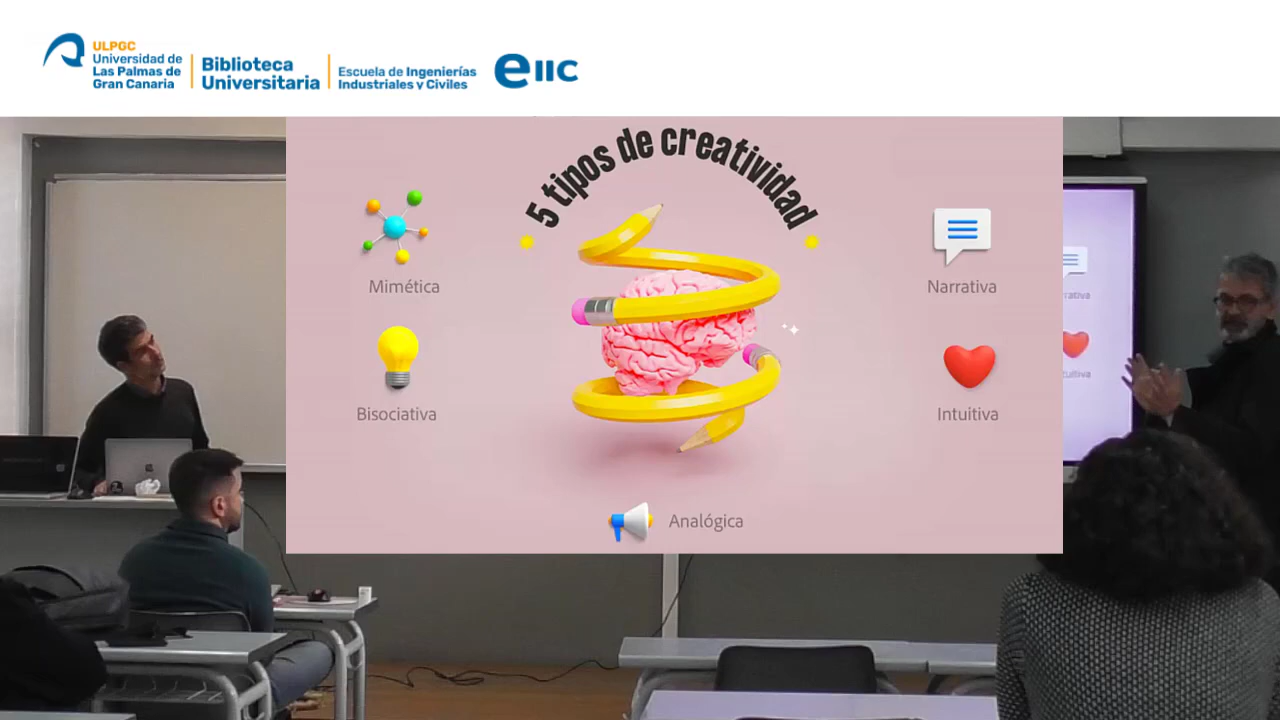 ULPGC
Universidad de
Las Palmas de
Gran Canaria
Biblioteca
Universitaria
Escuela de Ingenierías
Industriales y Civiles
eiic
5 tipos de creatividad
Mimética
Narrativa
Bisociativa
Intuitiva
Analógica